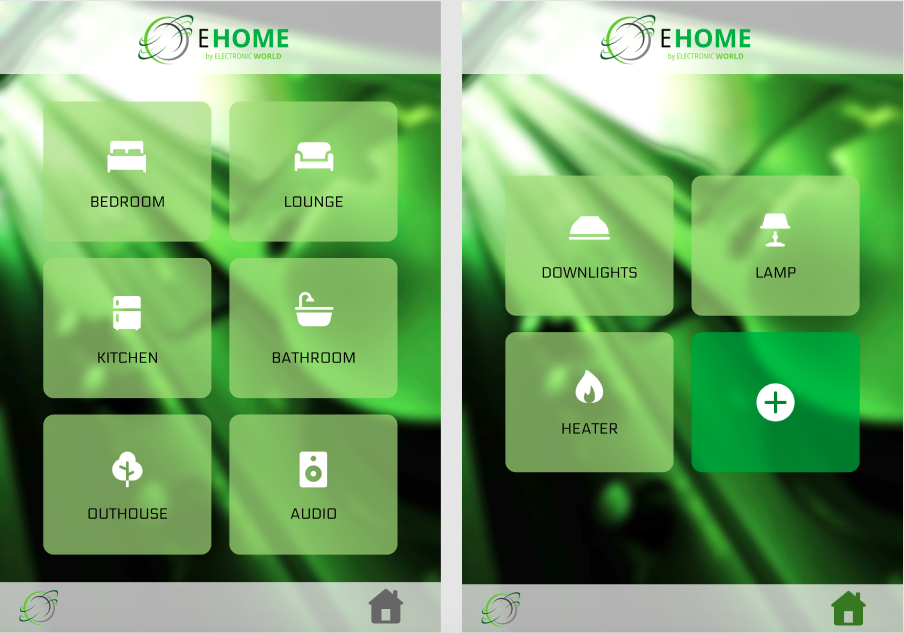 EHOME
by ELECTRONIC WORLD
BEDROOM
LOUNGE
KITCHEN
BATHROOM
OUTHOUSE
AUDIO
EHOME
by ELECTRONIC WORLD
DOWNLIGHTS
LAMP
HEATER